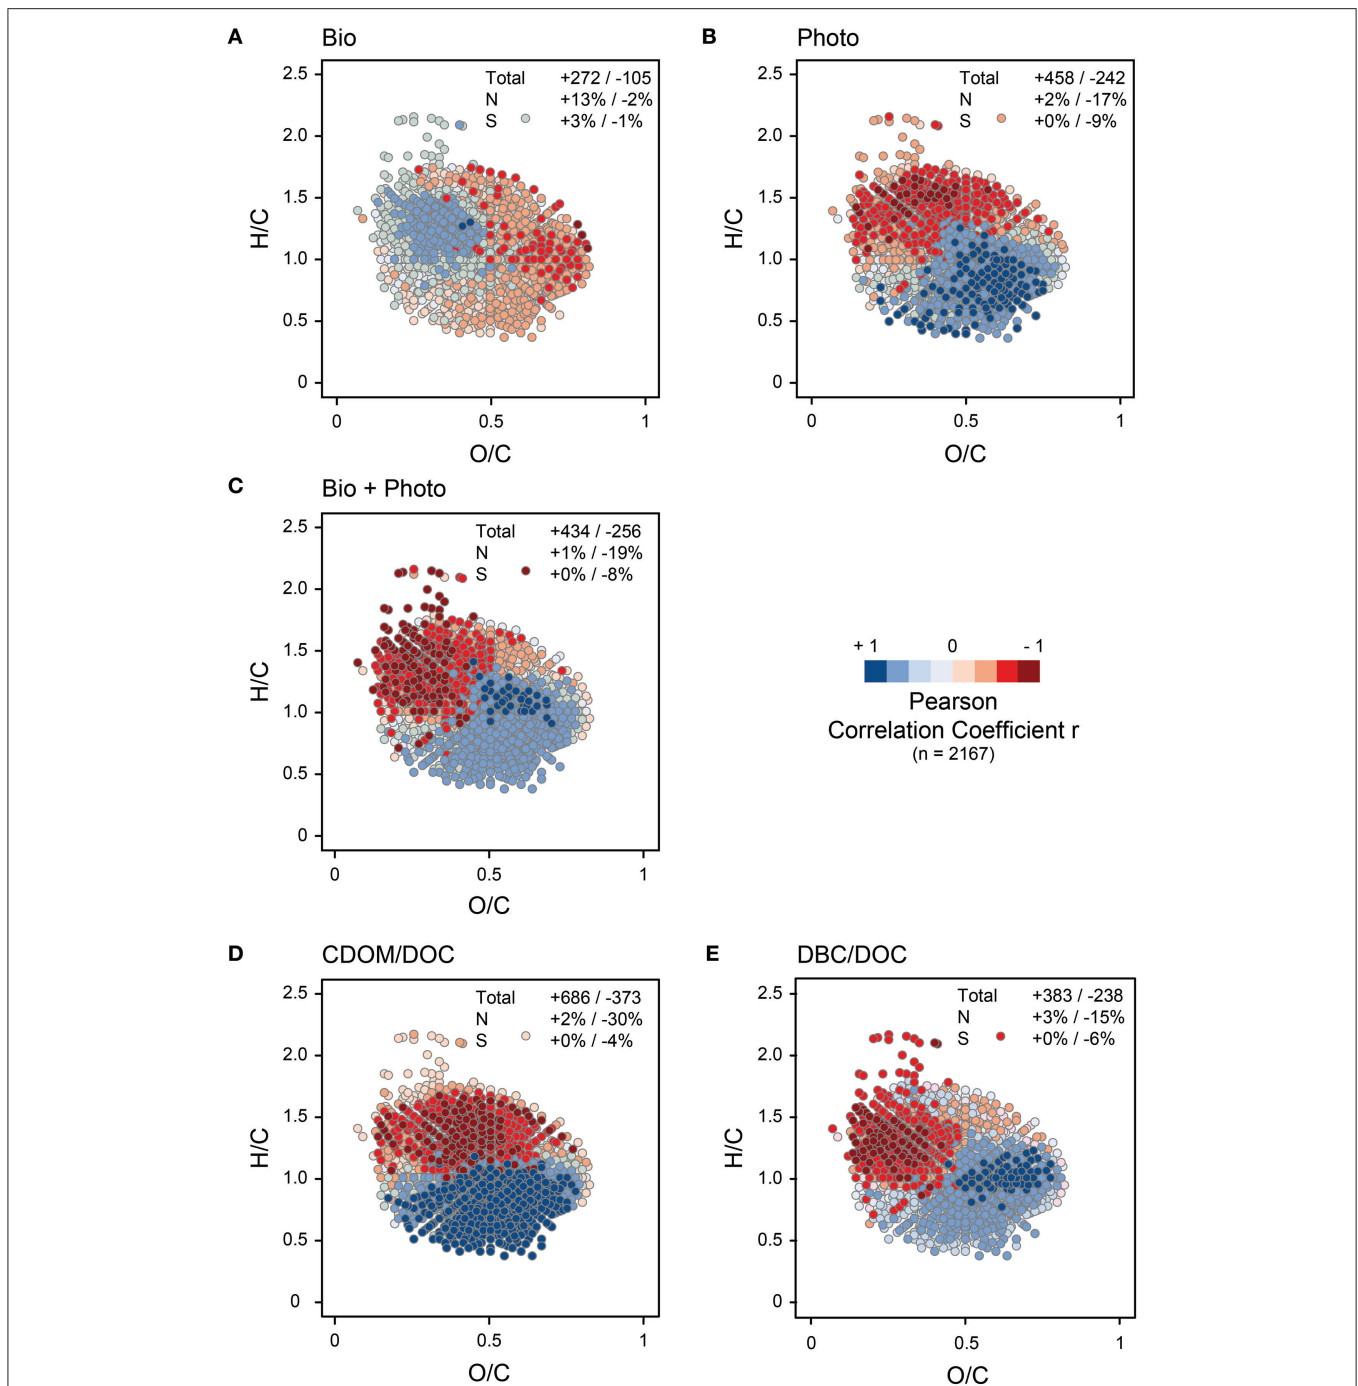 A Bio
Total +272 / -105
N +13% / -2%
S +3% / -1%
2.5
2.0
1.5
1.0
0.5
0
H/C
0 0.5 1
O/C
B Photo
Total +458 / -242
N +2% / -17%
S +0% / -9%
2.5
2.0
1.5
1.0
0.5
0
H/C
0 0.5 1
O/C
C Bio + Photo
Total +434 / -256
N +1% / -19%
S +0% / -8%
2.5
2.0
1.5
1.0
0.5
0
H/C
0 0.5 1
O/C
+ 1 0 - 1
Pearson
Correlation Coefficient r
(n = 2167)
D CDOM/DOC
Total +686 / -373
N +2% / -30%
S +0% / -4%
2.5
2.0
1.5
1.0
0.5
0
H/C
0 0.5 1
O/C
E DBC/DOC
Total +383 / -238
N +3% / -15%
S +0% / -6%
2.5
2.0
1.5
1.0
0.5
0
H/C
0 0.5 1
O/C